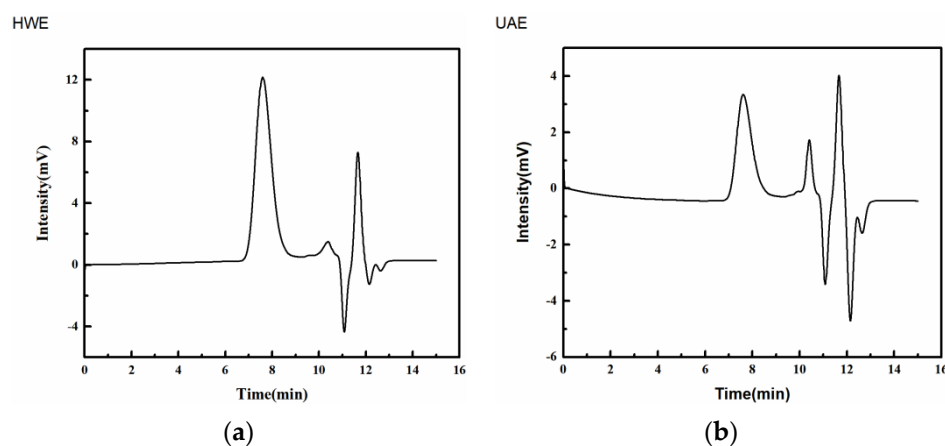 HWE
Intensity(mV)
12
8
4
0
-4
0 2 4 6 8 10 12 14 16
Time(min)
(a)
UAE
Intensity(mV)
4
2
0
-2
-4
-6
0 2 4 6 8 10 12 14 16
Time(min)
(b)